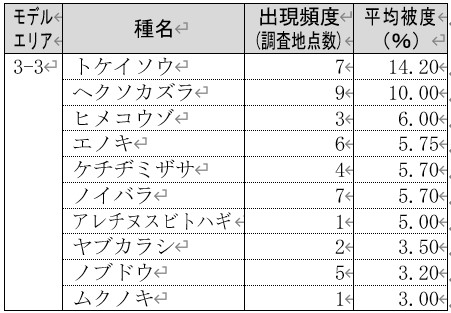 モデルエリア 種名 出現頻度(調査地点数) 平均被度(%)
3-3 トケイソウ 7 14.20
ヘクソカズラ 9 10.00
ヒメコウゾ 3 6.00
エノキ 6 5.75
ケチヂミザサ 4 5.70
ノイバラ 7 5.70
アレチヌスビトハギ 1 5.00
ヤブカラシ 2 3.50
ノブドウ 5 3.20
ムクノキ 1 3.00